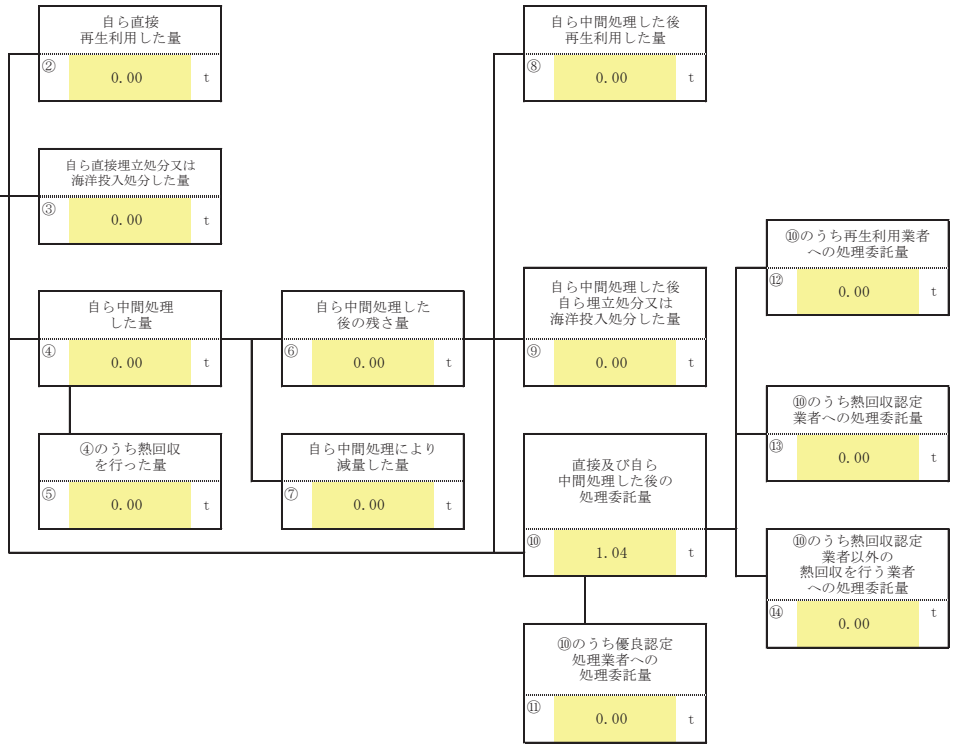 自ら直接
再生利用した量
②
0.00
t
自ら直接埋立処分又は
海洋投入処分した量
③
0.00
t
自ら中間処理
した量
④
0.00
t
④のうち熱回収
を行った量
⑤
0.00
t
自ら中間処理した
後の残さ量
⑥
0.00
t
自ら中間処理により
減量した量
⑦
0.00
t
自ら中間処理した後
再生利用した量
⑧
0.00
t
自ら中間処理した後
自ら埋立処分又は
海洋投入処分した量
⑨
0.00
t
直接及び自ら
中間処理した後の
処理委託量
⑩
1.04
t
⑩のうち優良認定
処理業者への
処理委託量
⑪
0.00
t
⑩のうち再生利用業者
への処理委託量
⑫
0.00
t
⑩のうち熱回収認定
業者への処理委託量
⑬
0.00
t
⑩のうち熱回収認定
業者以外の
熱回収を行う業者
への処理委託量
⑭
0.00
t